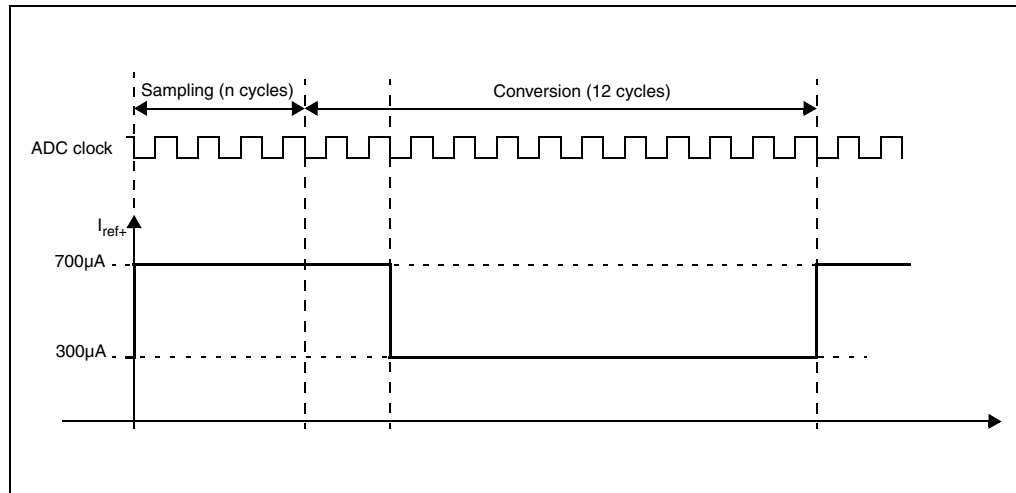 Sampling (n cycles)
Conversion (12 cycles)
ADC clock
Iref+
700µA
300µA